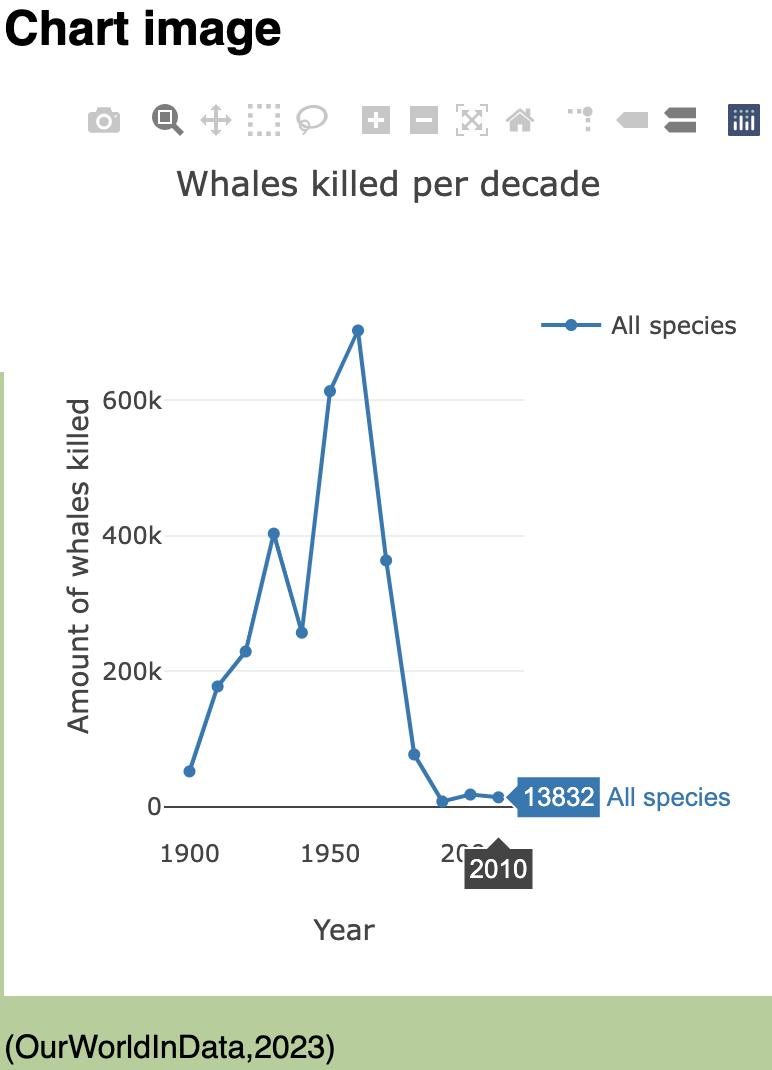 Chart image
Whales killed per decade
All species
Amount of whales killed
600k
400k
200k
0
13832 All species
1900 1950
2010
Year
(OurWorldInData,2023)